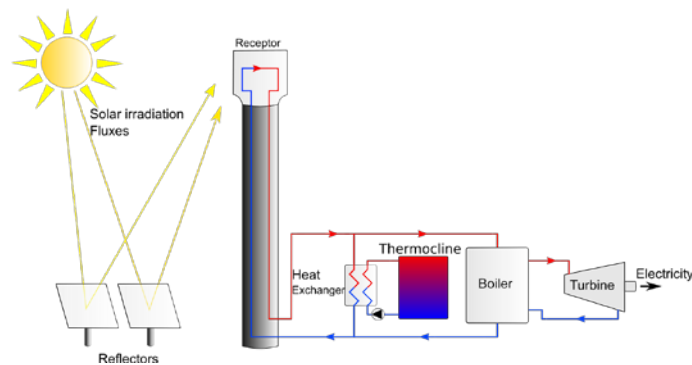 Receptor
Solar irradiation
Fluxes
Thermocline
Heat
Exchanger
Boiler
Turbine
Electricity
Reflectors